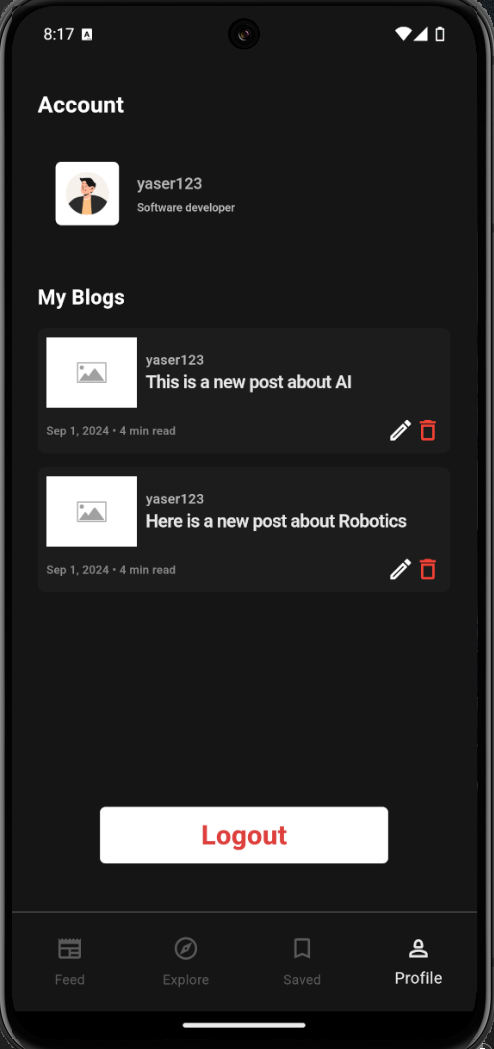 8:17
Account
yaser123
Software developer
My Blogs
yaser123
This is a new post about AI
Sep 1, 2024 • 4 min read
yaser123
Here is a new post about Robotics
Sep 1, 2024 • 4 min read
Logout
Feed Explore Saved Profile